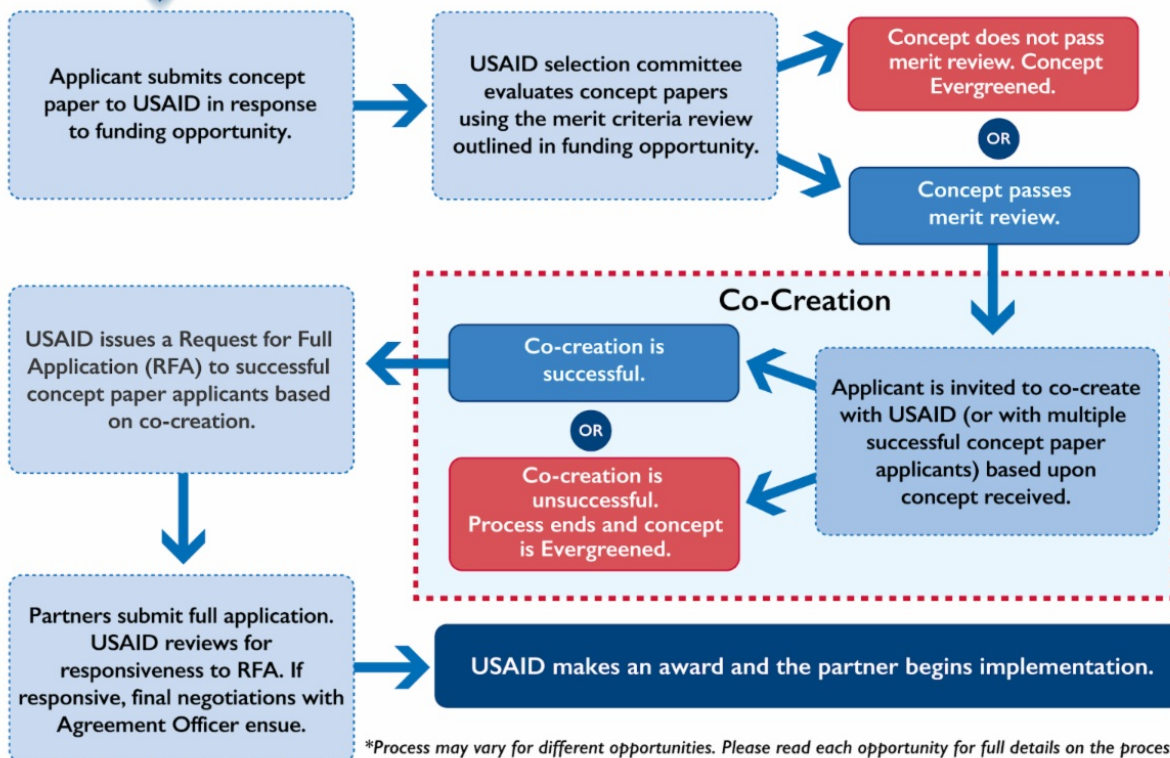 Applicant submits concept
paper to USAID in response
to funding opportunity.
USAID selection committee
evaluates concept papers
using the merit criteria review
outlined in funding opportunity.
Concept does not pass
merit review. Concept
Evergreened.
OR
Concept passes
merit review.
Co-Creation
Applicant is invited to co-create
with USAID (or with multiple
successful concept paper
applicants) based upon
concept received.
Co-creation is
successful.
OR
Co-creation is
unsuccessful.
Process ends and concept
is Evergreened.
USAID issues a Request for Full
Application (RFA) to successful
concept paper applicants based
on co-creation.
Partners submit full application.
USAID reviews for
responsiveness to RFA. If
responsive, final negotiations with
Agreement Officer ensue.
USAID makes an award and the partner begins implementation.
*Process may vary for different opportunities. Please read each opportunity for full details on the proces